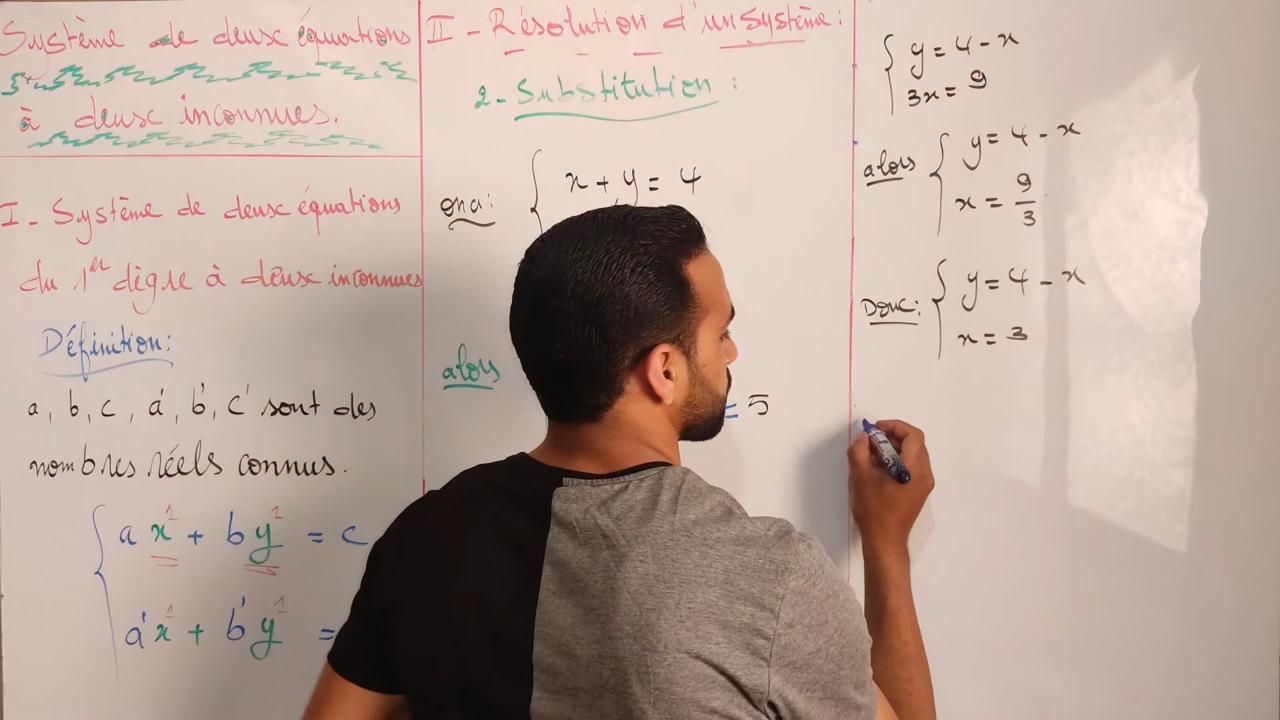 Système de deux équations
à deux inconnues.
I - Système de deux équations
du 1er dègre à deux inconnues
Définition:
a, b, c, a', b', c' sont des
nombres réels connus.
a x¹ + b y¹ = c
a' x¹ + b' y¹ =
II - Résolution d'un système :
2 - Substitution :
ona :
x + y = 4
alors
= 5
y = 4 - x
3x = 9
alors
y = 4 - x
x = 9/3
Donc :
y = 4 - x
x = 3